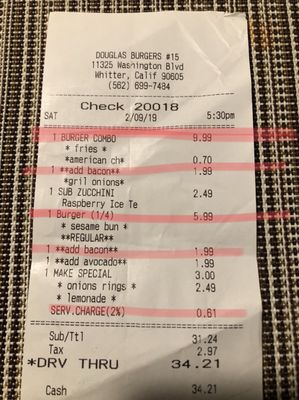 DOUGLAS BURGERS #15
11325 Washington Blvd
Whitter, Calif 90605
(562) 699-7484
Check 20018
SAT 2/09/19 5:30pm
1 BURGER COMBO 9.99
* fries *
*american ch* 0.70
1 **add bacon** 1.99
*gril onions*
1 SUB ZUCCHINI 2.49
Raspberry Ice Te
1 Burger (1/4) 5.99
* sesame bun *
**REGULAR**
1 **add bacon** 1.99
1 **add avocado** 1.99
1 MAKE SPECIAL 3.00
* onions rings * 2.49
* lemonade *
SERV.CHARGE(2%) 0.61
Sub/Ttl 31.24
Tax 2.97
*DRV THRU 34.21
Cash 34.21